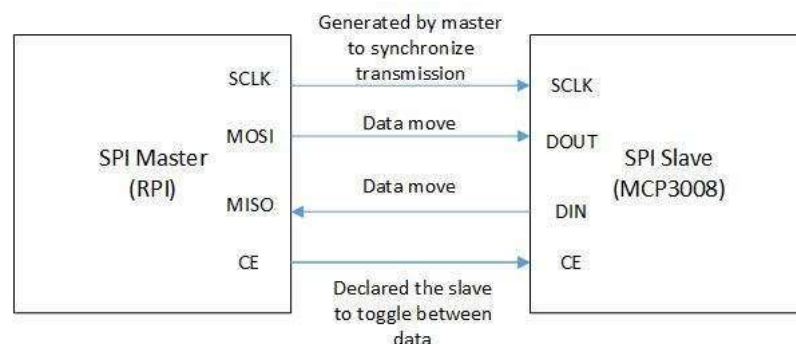 Generated by master
to synchronize
transmission
SCLK
SCLK
MOSI
Data move
DOUT
SPI Master
(RPI)
SPI Slave
(MCP3008)
Data move
MISO
DIN
CE
CE
Declared the slave
to toggle between
data